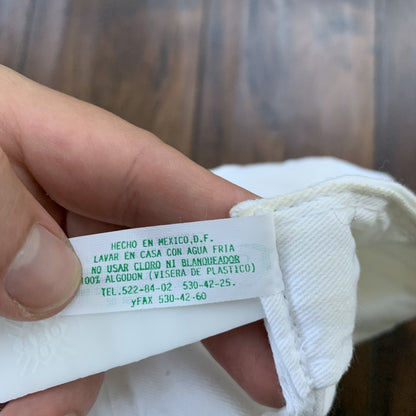 HECHO EN MEXICO,D.F.
LAVAR EN CASA CON AGUA FRIA
NO USAR CLORO NI BLANQUEADOR
100% ALGODON (VISERA DE PLASTICO)
TEL.522-84-02 530-42-25.
yFAX 530-42-60